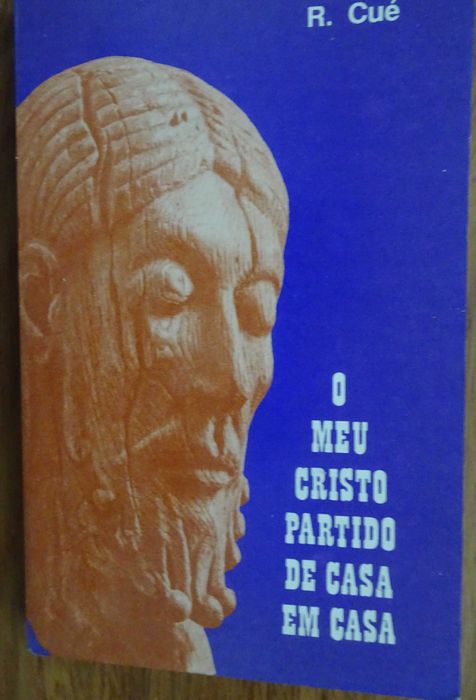 R. Cué
O
MEU
CRISTO
PARTIDO
DE CASA
EM CASA